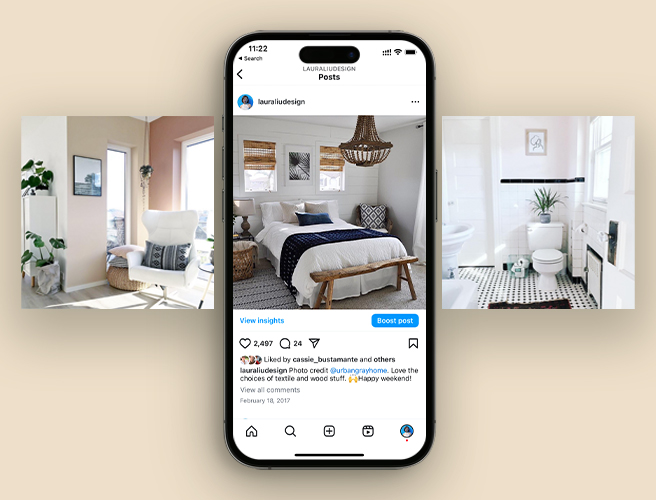 11:22
Search
LAURALIUDESIGN
Posts
lauraliudesign
View insights
Boost post
2,497
24
Liked by cassie_bustamante and others
lauraliudesign Photo credit @urbangrayhome. Love the
choices of textile and wood stuff. 🙌Happy weekend!
View all comments
February 18, 2017